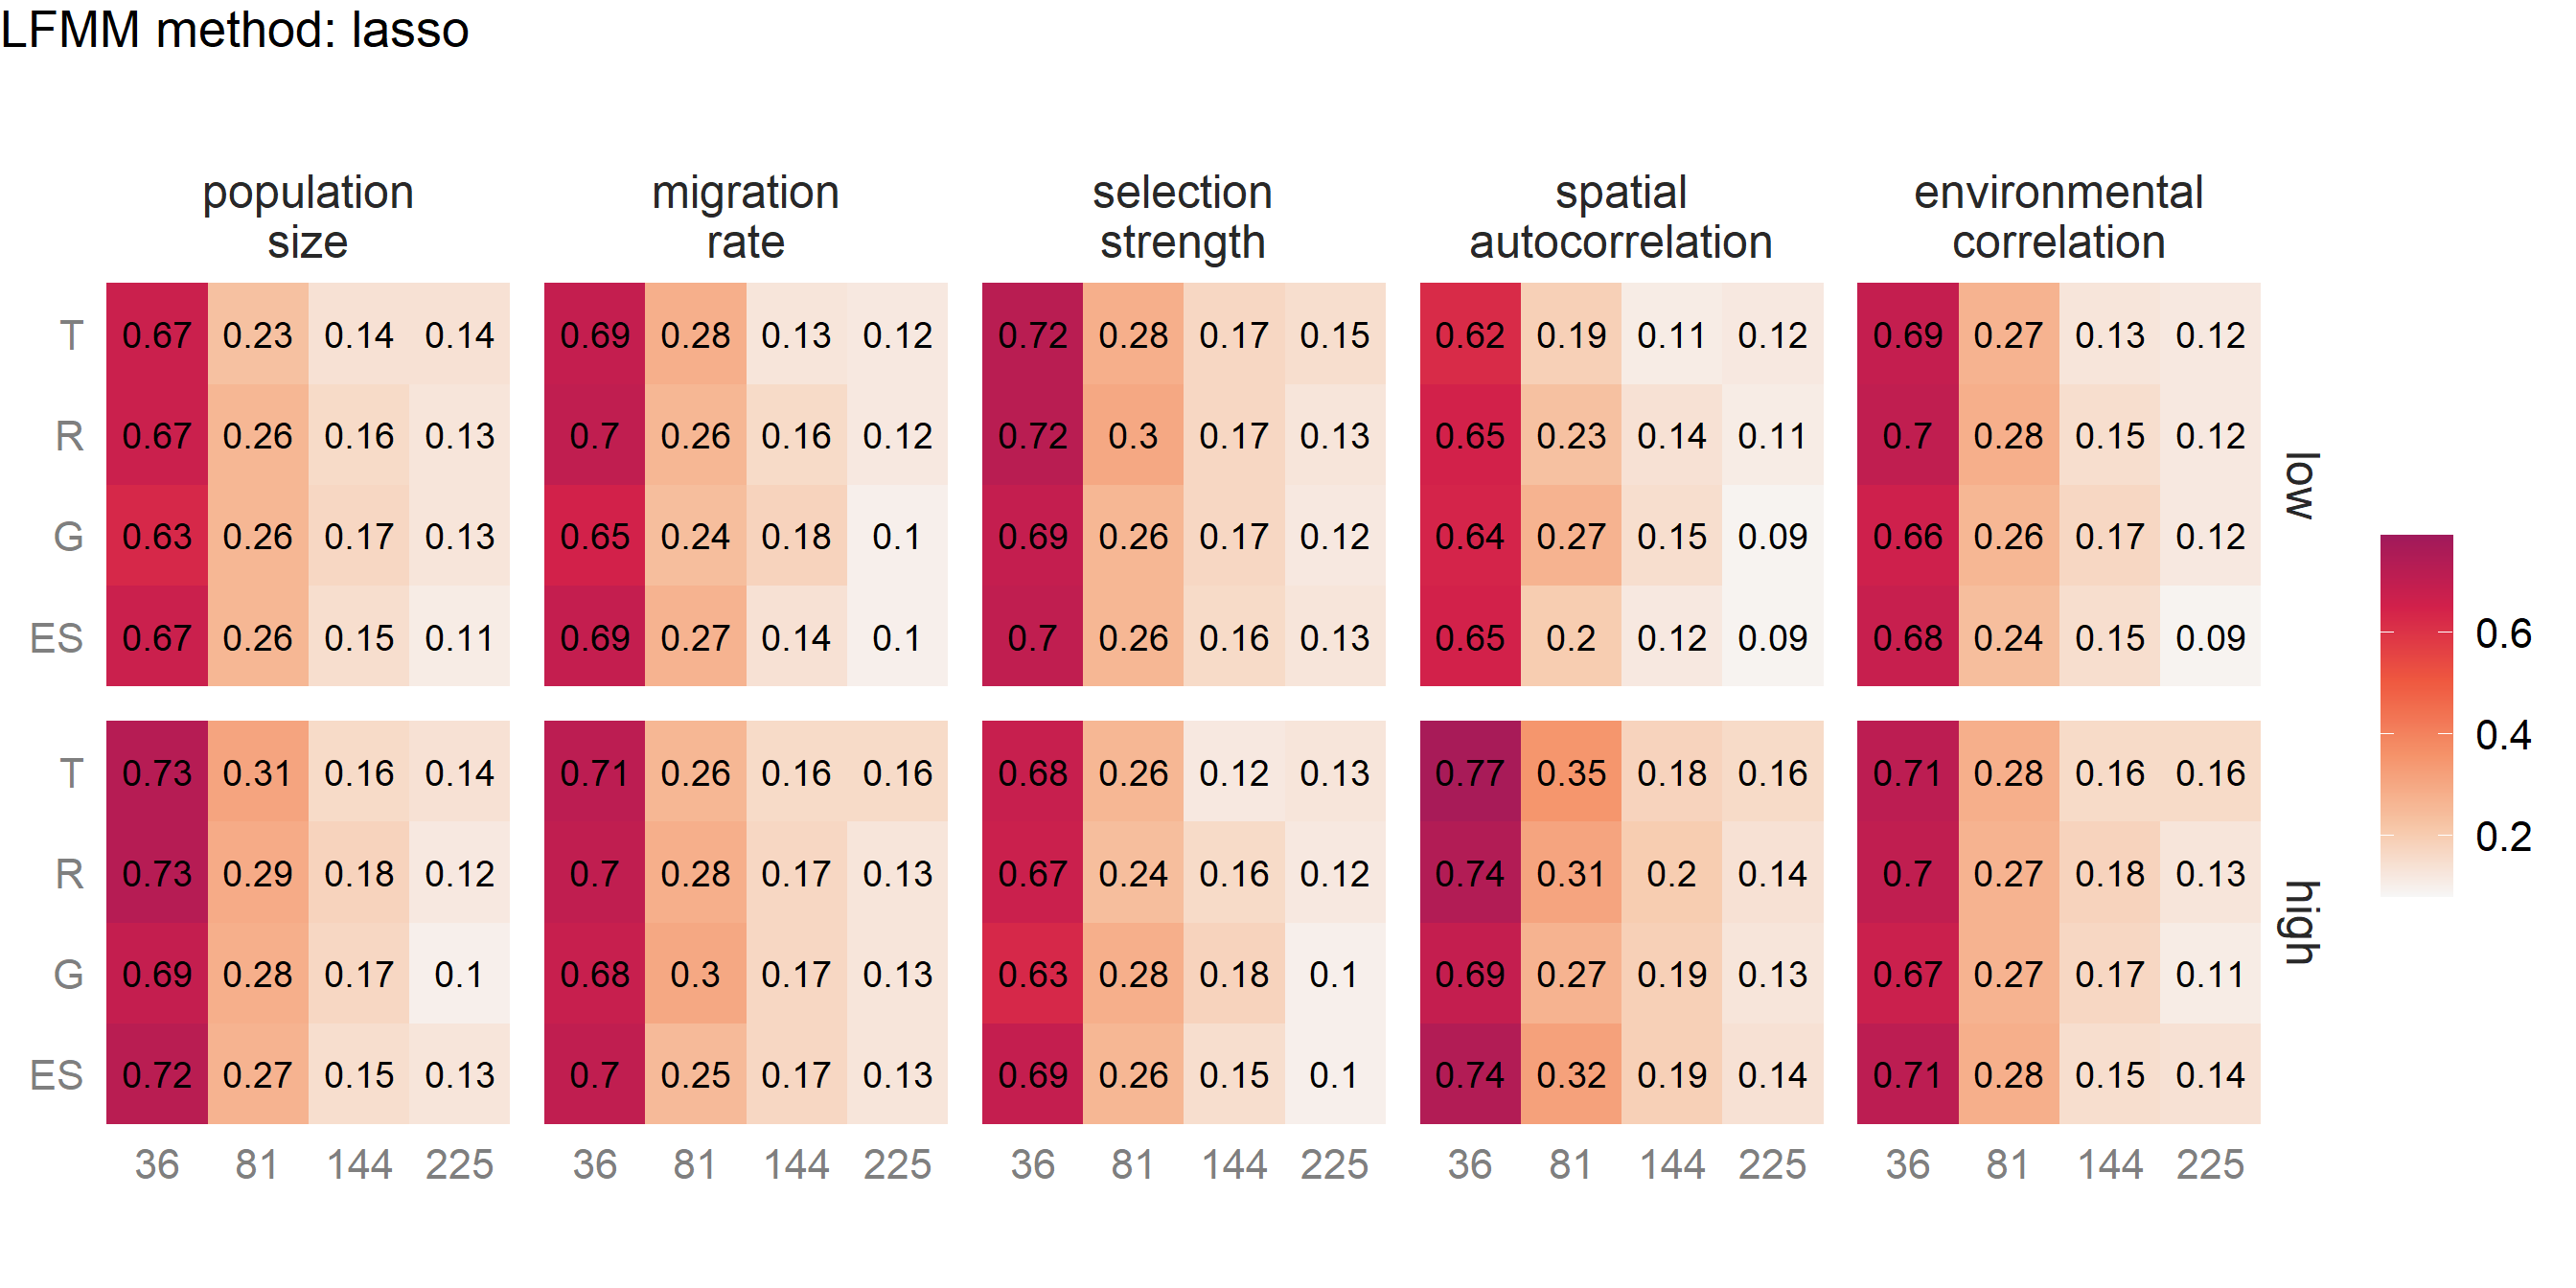 LFMM method: lasso
population migration selection spatial environmental
size rate strength autocorrelation correlation
T 0.67 0.23 0.14 0.14 0.69 0.28 0.13 0.12 0.72 0.28 0.17 0.15 0.62 0.19 0.11 0.12 0.69 0.27 0.13 0.12
R 0.67 0.26 0.16 0.13 0.7 0.26 0.16 0.12 0.72 0.3 0.17 0.13 0.65 0.23 0.14 0.11 0.7 0.28 0.15 0.12
low
G 0.63 0.26 0.17 0.13 0.65 0.24 0.18 0.1 0.69 0.26 0.17 0.12 0.64 0.27 0.15 0.09 0.66 0.26 0.17 0.12
ES 0.67 0.26 0.15 0.11 0.69 0.27 0.14 0.1 0.7 0.26 0.16 0.13 0.65 0.2 0.12 0.09 0.68 0.24 0.15 0.09
T 0.73 0.31 0.16 0.14 0.71 0.26 0.16 0.16 0.68 0.26 0.12 0.13 0.77 0.35 0.18 0.16 0.71 0.28 0.16 0.16
R 0.73 0.29 0.18 0.12 0.7 0.28 0.17 0.13 0.67 0.24 0.16 0.12 0.74 0.31 0.2 0.14 0.7 0.27 0.18 0.13
high
G 0.69 0.28 0.17 0.1 0.68 0.3 0.17 0.13 0.63 0.28 0.18 0.1 0.69 0.27 0.19 0.13 0.67 0.27 0.17 0.11
ES 0.72 0.27 0.15 0.13 0.7 0.25 0.17 0.13 0.69 0.26 0.15 0.1 0.74 0.32 0.19 0.14 0.71 0.28 0.15 0.14
36 81 144 225 36 81 144 225 36 81 144 225 36 81 144 225 36 81 144 225
0.6
0.4
0.2